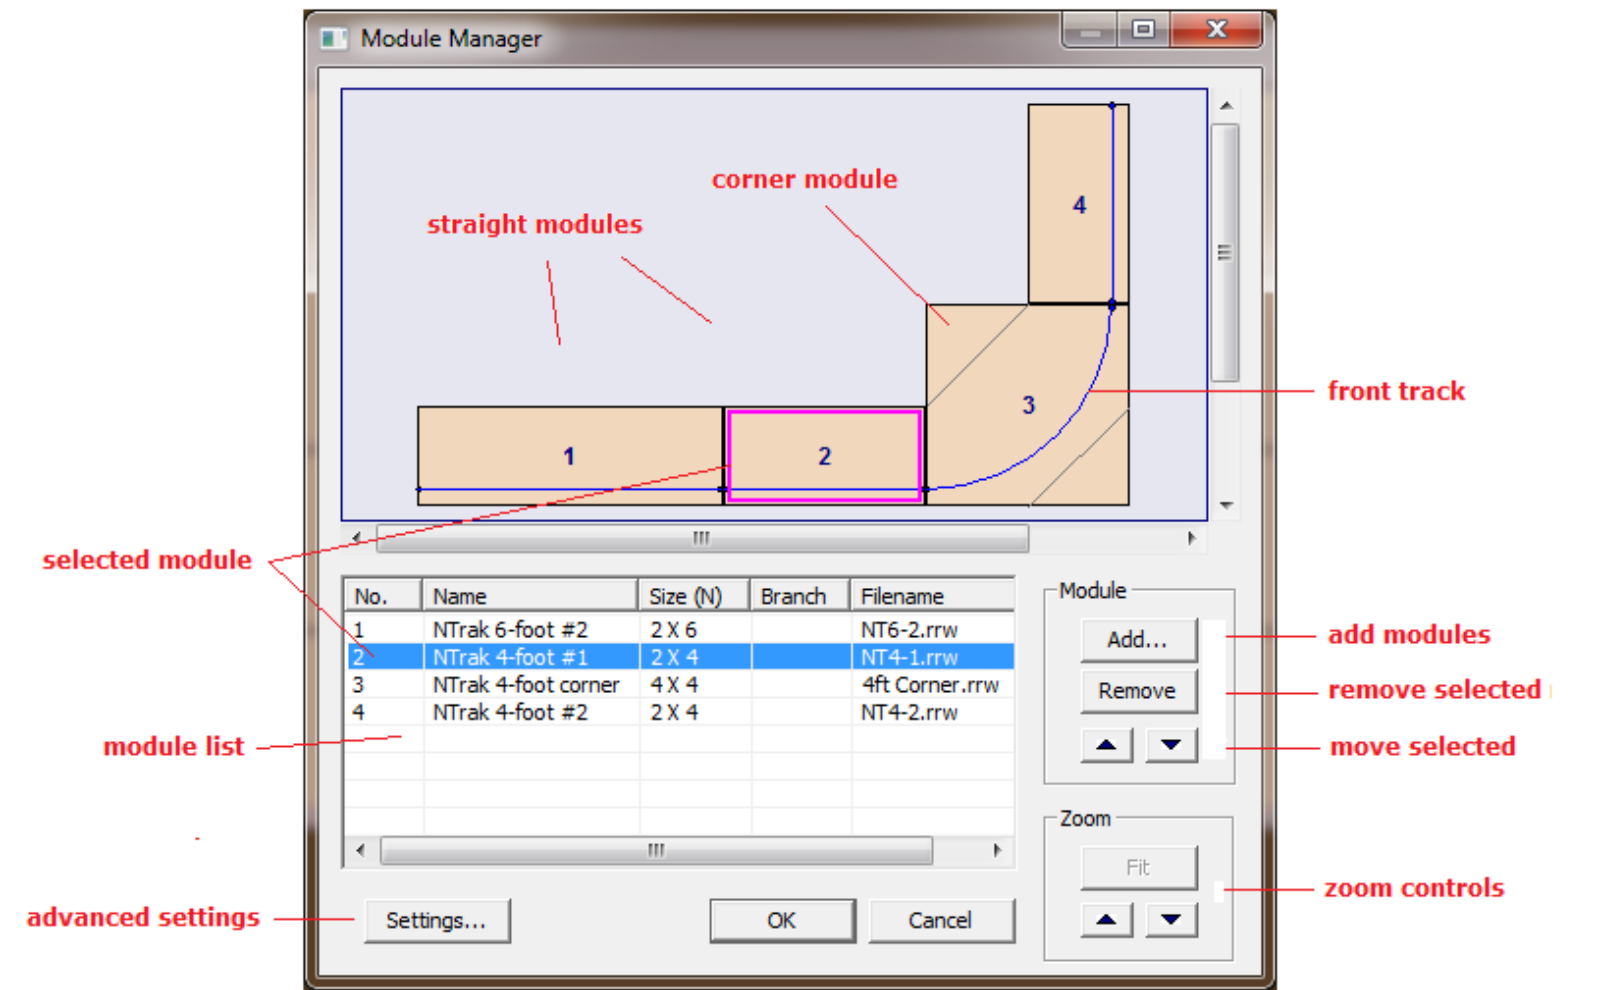 Module Manager
corner module
straight modules
4
front track
3
1
2
selected module
No. Name Size (N) Branch Filename
1 NTrak 6-foot #2 2 X 6 NT6-2.rrw
2 NTrak 4-foot #1 2 X 4 NT4-1.rrw
3 NTrak 4-foot corner 4 X 4 4ft Corner.rrw
4 NTrak 4-foot #2 2 X 4 NT4-2.rrw
module list
Module
Add...
add modules
Remove
remove selected
move selected
Zoom
Fit
zoom controls
advanced settings
Settings...
OK
Cancel